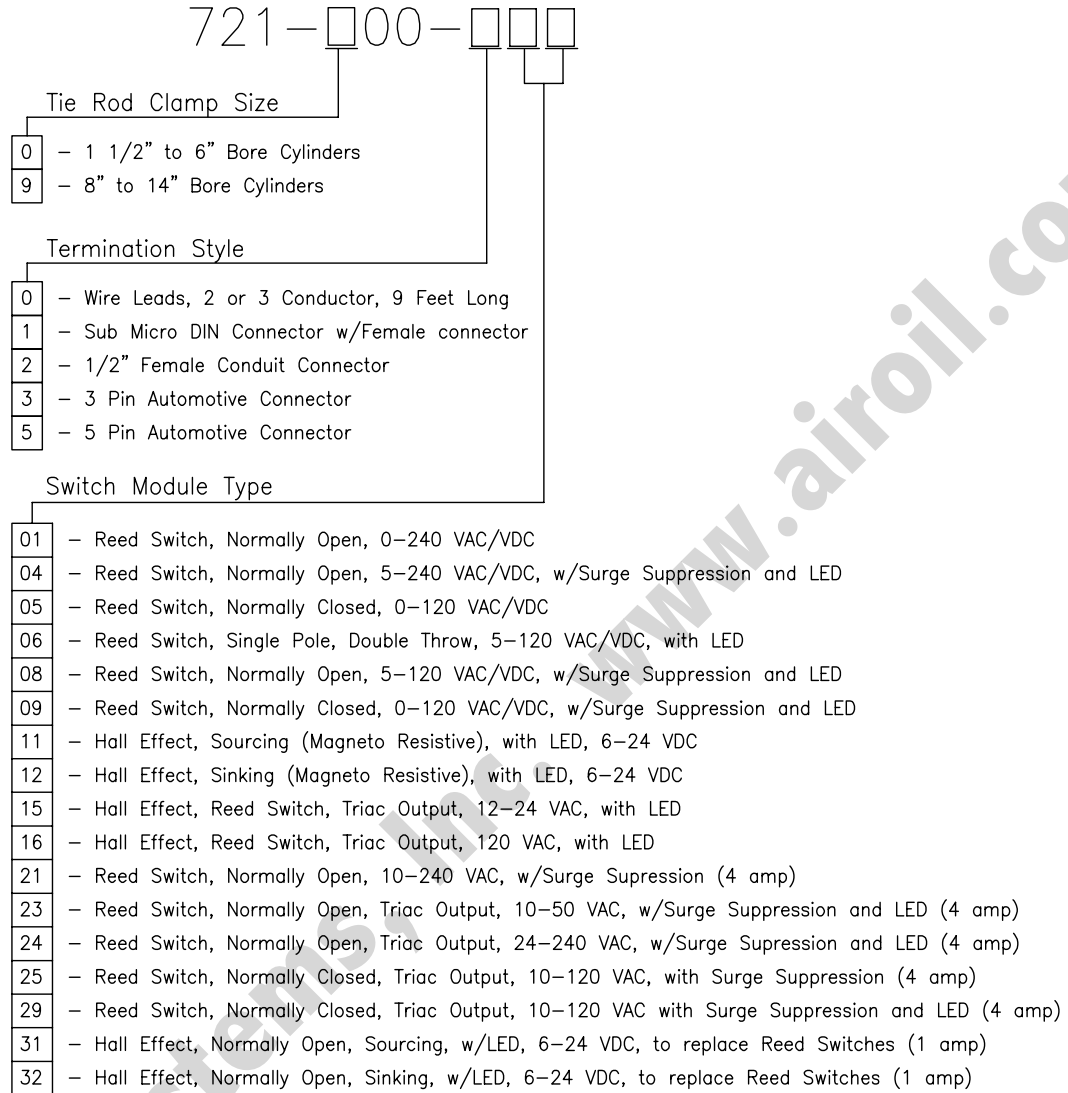 721-□00-□□□
Tie Rod Clamp Size
0 - 1 1/2" to 6" Bore Cylinders
9 - 8" to 14" Bore Cylinders
Termination Style
0 - Wire Leads, 2 or 3 Conductor, 9 Feet Long
1 - Sub Micro DIN Connector w/Female connector
2 - 1/2" Female Conduit Connector
3 - 3 Pin Automotive Connector
5 - 5 Pin Automotive Connector
Switch Module Type
01 - Reed Switch, Normally Open, 0-240 VAC/VDC
04 - Reed Switch, Normally Open, 5-240 VAC/VDC, w/Surge Suppression and LED
05 - Reed Switch, Normally Closed, 0-120 VAC/VDC
06 - Reed Switch, Single Pole, Double Throw, 5-120 VAC/VDC, with LED
08 - Reed Switch, Normally Open, 5-120 VAC/VDC, w/Surge Suppression and LED
09 - Reed Switch, Normally Closed, 0-120 VAC/VDC, w/Surge Suppression and LED
11 - Hall Effect, Sourcing (Magneto Resistive), with LED, 6-24 VDC
12 - Hall Effect, Sinking (Magneto Resistive), with LED, 6-24 VDC
15 - Hall Effect, Reed Switch, Triac Output, 12-24 VAC, with LED
16 - Hall Effect, Reed Switch, Triac Output, 120 VAC, with LED
21 - Reed Switch, Normally Open, 10-240 VAC, w/Surge Supression (4 amp)
23 - Reed Switch, Normally Open, Triac Output, 10-50 VAC, w/Surge Suppression and LED (4 amp)
24 - Reed Switch, Normally Open, Triac Output, 24-240 VAC, w/Surge Supression and LED (4 amp)
25 - Reed Switch, Normally Closed, Triac Output, 10-120 VAC, with Surge Suppression (4 amp)
29 - Reed Switch, Normally Closed, Triac Output, 10-120 VAC with Surge Suppression and LED (4 amp)
31 - Hall Effect, Normally Open, Sourcing, w/LED, 6-24 VDC, to replace Reed Switches (1 amp)
32 - Hall Effect, Normally Open, Sinking, w/LED, 6-24 VDC, to replace Reed Switches (1 amp)
stems, Inc. www.airoil.co